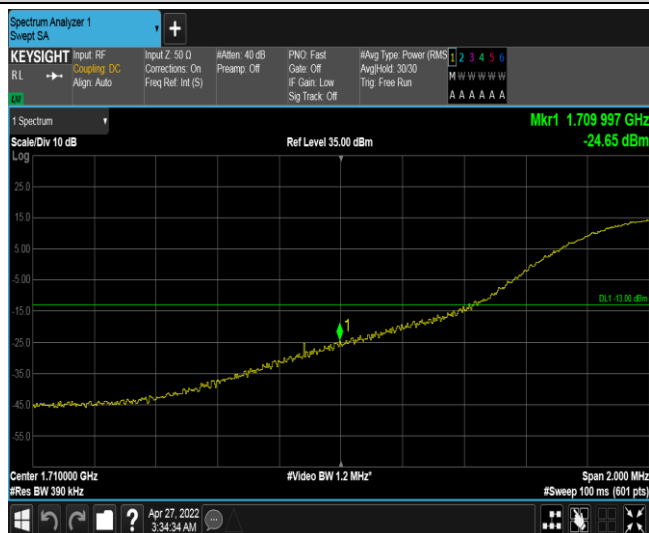 Spectrum Analyzer 1
Swept SA
KEYSIGHT
RL
LM
Input: RF
Coupling: DC
Align: Auto
Input Z: 50 Ω
Corrections: On
Freq Ref: Int (S)
#Atten: 40 dB
Preamp: Off
PNO: Fast
Gate: Off
IF Gain: Low
Sig Track: Off
#Avg Type: Power (RMS
Avg|Hold: 30/30
Trig: Free Run
1 2 3 4 5 6
M W W W W W
A A A A A A
1 Spectrum
Mkr1 1.709 997 GHz
Scale/Div 10 dB
Ref Level 35.00 dBm
-24.65 dBm
Log
25.0
15.0
5.00
-5.00
DL1 -13.00 dBm
-15.0
1
-25.0
-35.0
-45.0
-55.0
Center 1.710000 GHz
#Video BW 1.2 MHz*
Span 2.000 MHz
#Res BW 390 kHz
#Sweep 100 ms (601 pts)
?
Apr 27, 2022
3:34:34 AM